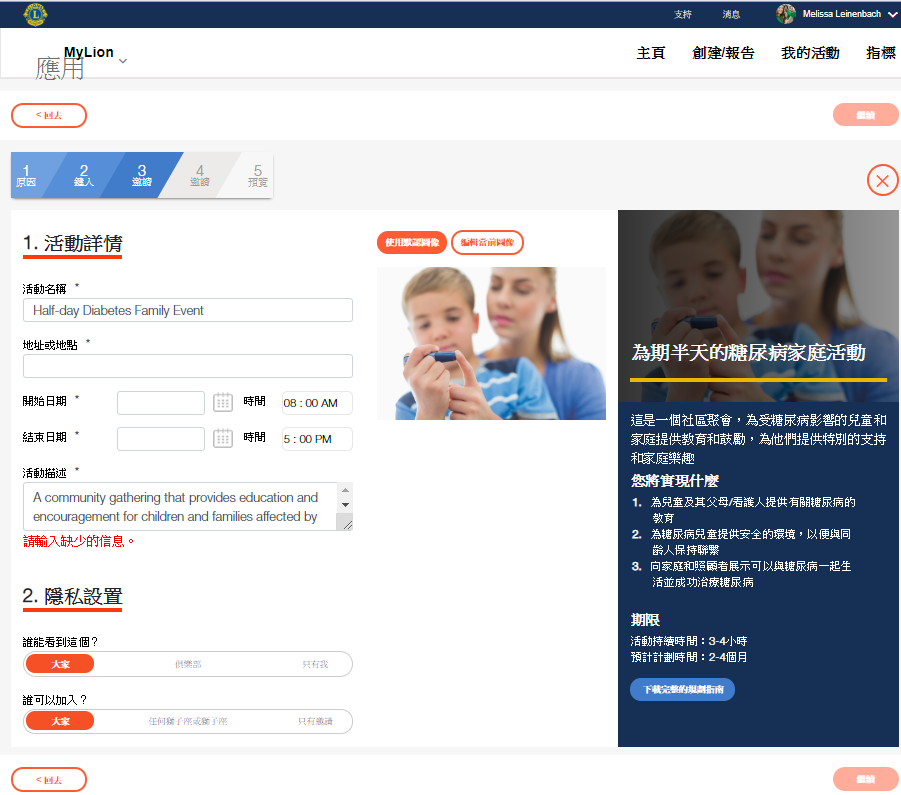 支持 消息 Melissa Leinenbach
MyLion
應用
主頁 創建/報告 我的活動 指標
< 回去 繼續
1 2 3 4 5
原因 鍵入 邀請 邀請 預覽
1. 活動詳情
使用默認圖像 編輯當前圖像
活動名稱 *
Half-day Diabetes Family Event
地址或地點 *
開始日期 * 時間 08 : 00 AM
結束日期 * 時間 5 : 00 PM
活動描述 *
A community gathering that provides education and
encouragement for children and families affected by
請輸入缺少的信息。
2. 隱私設置
誰能看到這個？
大家 俱樂部 只有我
誰可以加入？
大家 任何獅子座或獅子座 只有邀請
為期半天的糖尿病家庭活動
這是一個社區聚會，為受糖尿病影響的兒童和
家庭提供教育和鼓勵，為他們提供特別的支持
和家庭樂趣
您將實現什麼
1. 為兒童及其父母/看護人提供有關糖尿病的
教育
2. 為糖尿病兒童提供安全的環境，以便與同
齡人保持聯繫
3. 向家庭和照顧者展示可以與糖尿病一起生
活並成功治療糖尿病
期限
活動持續時間：3-4小時
預計計劃時間：2-4個月
下載完整的規劃指南
< 回去 繼續